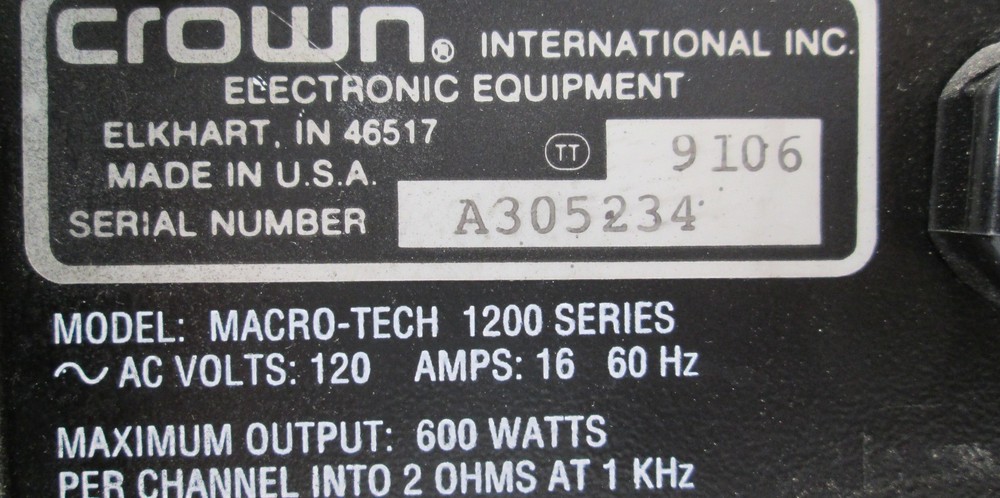 crown® INTERNATIONAL INC.
ELECTRONIC EQUIPMENT
ELKHART, IN 46517
TT 9106
MADE IN U.S.A.
SERIAL NUMBER A305234
MODEL: MACRO-TECH 1200 SERIES
~ AC VOLTS: 120 AMPS: 16 60 Hz
MAXIMUM OUTPUT: 600 WATTS
PER CHANNEL INTO 2 OHMS AT 1 KHz